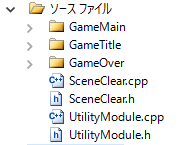 ソース ファイル
GameMain
GameTitle
GameOver
SceneClear.cpp
SceneClear.h
UtilityModule.cpp
UtilityModule.h